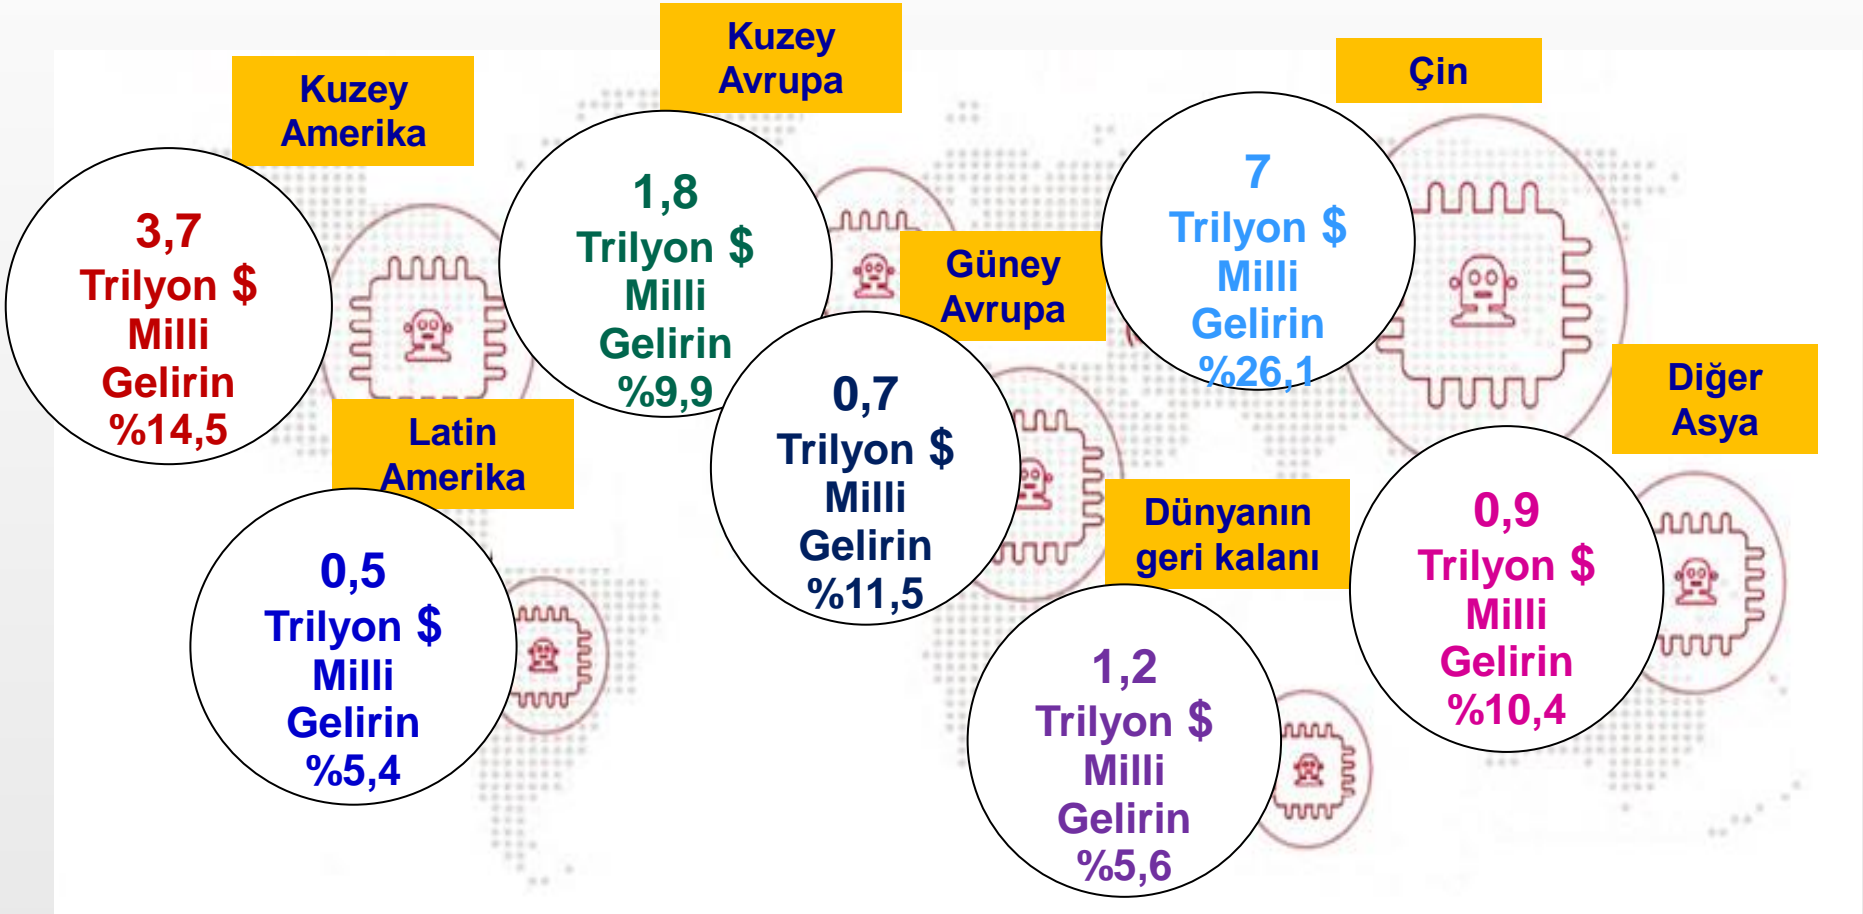 Kuzey
Amerika
3,7
Trilyon $
Milli
Gelirin
%14,5
Kuzey
Avrupa
1,8
Trilyon $
Milli
Gelirin
%9,9
Çin
7
Trilyon $
Milli
Gelirin
%26,1
Güney
Avrupa
0,7
Trilyon $
Milli
Gelirin
%11,5
Latin
Amerika
0,5
Trilyon $
Milli
Gelirin
%5,4
Dünyanın
geri kalanı
1,2
Trilyon $
Milli
Gelirin
%5,6
Diğer
Asya
0,9
Trilyon $
Milli
Gelirin
%10,4